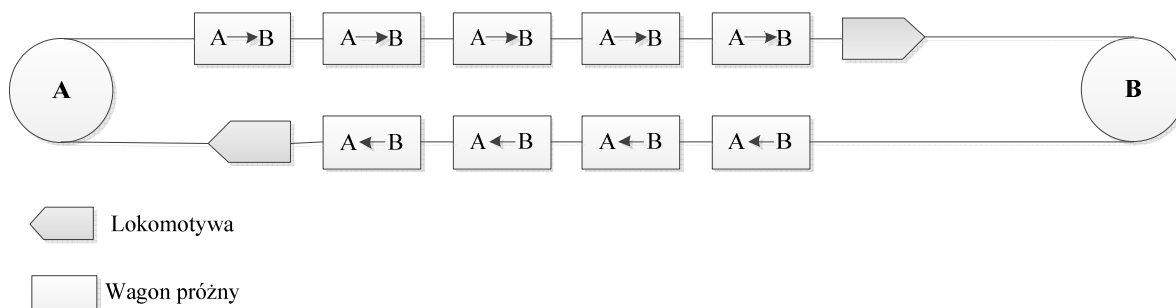 A→B A→B A→B A→B A→B
A B
A←B A←B A←B A←B
Lokomotywa
Wagon próżny